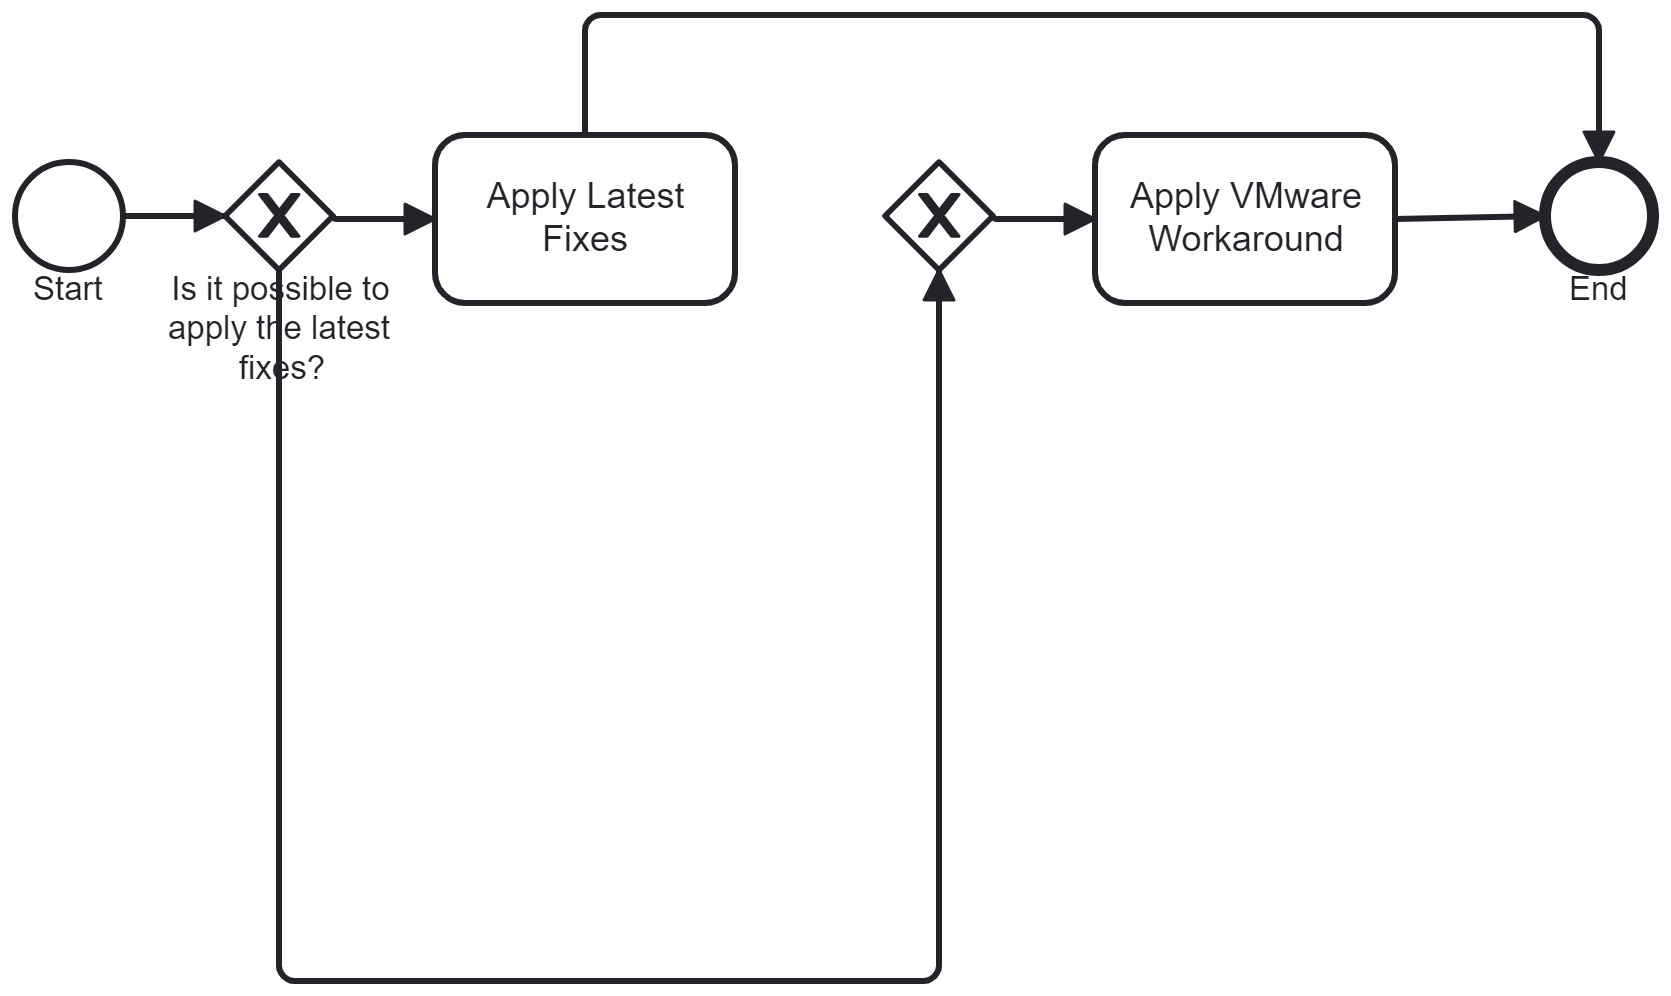 Start
Is it possible to
apply the latest
fixes?
Apply Latest
Fixes
Apply VMware
Workaround
End